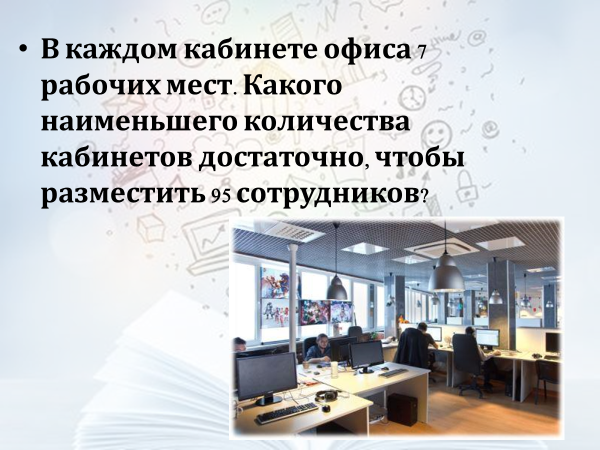 • В каждом кабинете офиса 7
рабочих мест. Какого
наименьшего количества
кабинетов достаточно, чтобы
разместить 95 сотрудников?